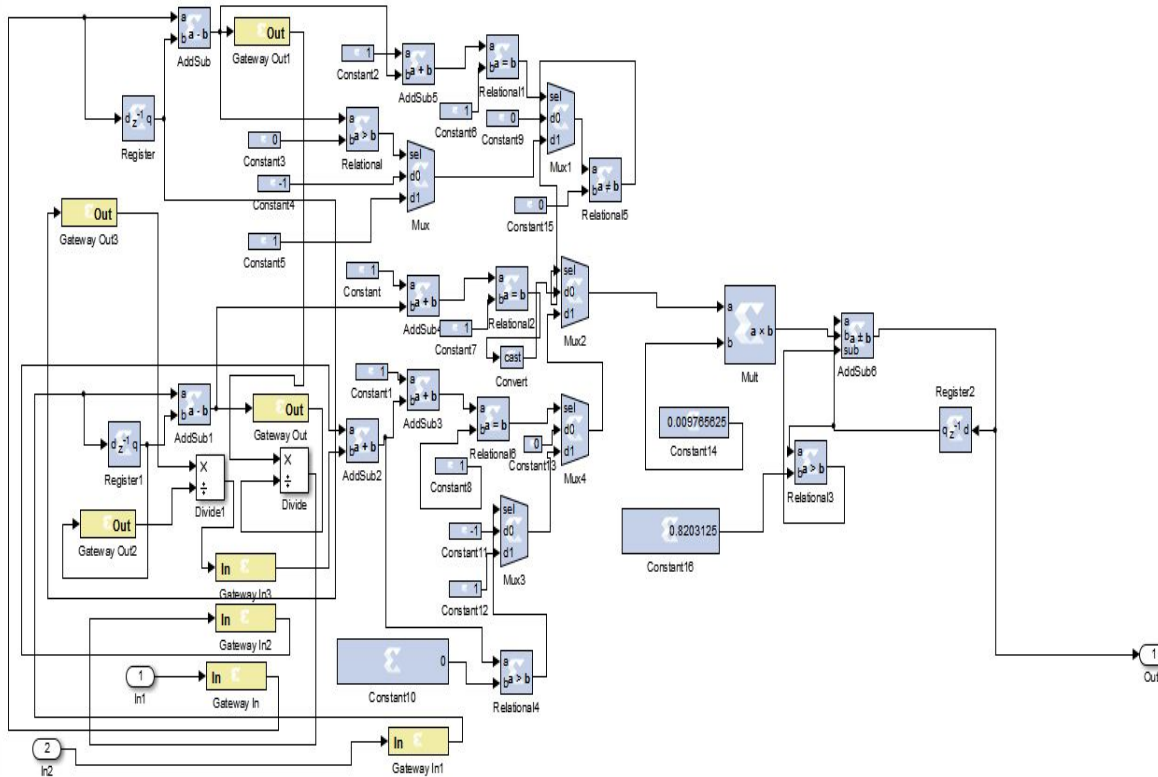 a
b a - b
AddSub
Out
Gateway Out1
d z⁻¹ q
Register
1
Constant2
a
b a + b
AddSub5
a
b a = b
Relational1
1
Constant6
0
Constant9
sel
d0
d1
Mux1
0
Constant3
a
b a > b
Relational
-1
Constant4
1
Constant5
sel
d0
d1
Mux
0
Constant15
a
b a ≠ b
Relational5
Out
Gateway Out3
1
Constant
a
b a + b
AddSub4
a
b a = b
Relational2
1
Constant7
cast
Convert
sel
d0
d1
Mux2
a
b
a × b
Mult
a
b a ± b
sub
AddSub6
q z⁻¹ d
Register2
a
b a - b
AddSub1
d z⁻¹ q
Register1
Out
Gateway Out
×
÷
Divide1
×
÷
Divide
Out
Gateway Out2
a
b a + b
AddSub2
1
Constant1
a
b a + b
AddSub3
a
b a = b
Relational6
1
Constant8
0
Constant13
sel
d0
d1
Mux4
0.009765625
Constant14
a
b a > b
Relational3
0.8203125
Constant16
-1
Constant11
1
Constant12
sel
d0
d1
Mux3
In
Gateway In3
In
Gateway In2
1
In1
In
Gateway In
0
Constant10
a
b a > b
Relational4
2
In2
In
Gateway In1
1
Out